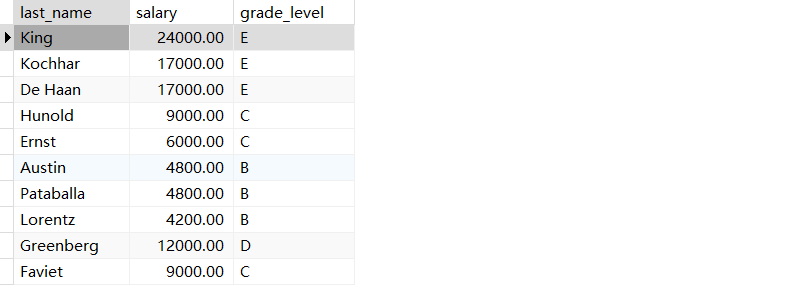 last_name salary grade_level
King 24000.00 E
Kochhar 17000.00 E
De Haan 17000.00 E
Hunold 9000.00 C
Ernst 6000.00 C
Austin 4800.00 B
Pataballa 4800.00 B
Lorentz 4200.00 B
Greenberg 12000.00 D
Faviet 9000.00 C